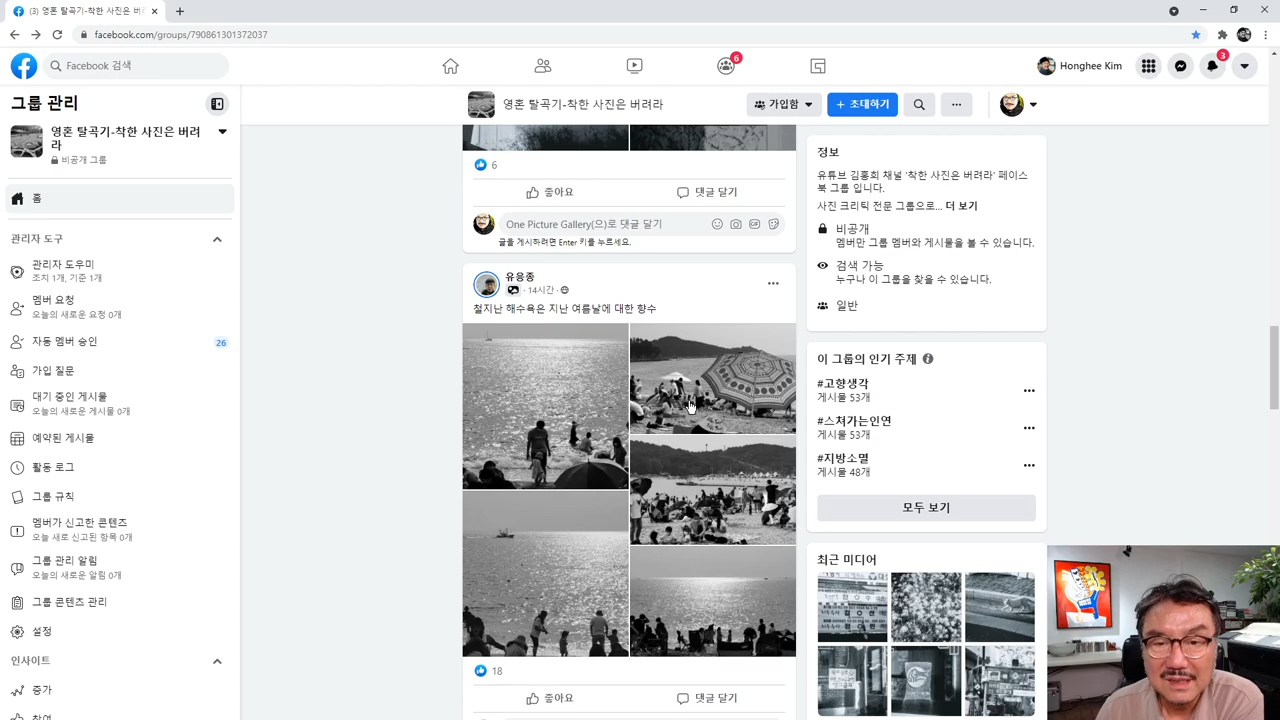 (3) 영혼 탈곡기-착한 사진은 버리
facebook.com/groups/790861301372037
Facebook 검색
6
Honghee Kim
3
그룹 관리
영혼 탈곡기-착한 사진은 버려
라
비공개 그룹
홈
관리자 도구
관리자 도우미
조치 1개, 기준 1개
멤버 요청
오늘의 새로운 요청 0개
자동 멤버 승인
26
가입 질문
대기 중인 게시물
오늘의 새로운 게시물 0개
예약된 게시물
활동 로그
그룹 규칙
멤버가 신고한 콘텐츠
오늘 새로 신고된 항목 0개
그룹 관리 알림
오늘의 새로운 알림 0개
그룹 콘텐츠 관리
설정
인사이트
증가
참여
영혼 탈곡기-착한 사진은 버려라
가입함
+ 초대하기
6
좋아요
댓글 달기
One Picture Gallery(으)로 댓글 달기
글을 게시하려면 Enter 키를 누르세요.
유용종
· 14시간 ·
철지난 해수욕은 지난 여름날에 대한 향수
18
좋아요
댓글 달기
정보
유튜브 김홍희 채널 '착한 사진은 버려라' 페이스
북 그룹 입니다.
사진 크리틱 전문 그룹으로... 더 보기
비공개
멤버만 그룹 멤버와 게시물을 볼 수 있습니다.
검색 가능
누구나 이 그룹을 찾을 수 있습니다.
일반
이 그룹의 인기 주제
#고향생각
게시물 53개
#스쳐가는인연
게시물 53개
#지방소멸
게시물 48개
모두 보기
최근 미디어